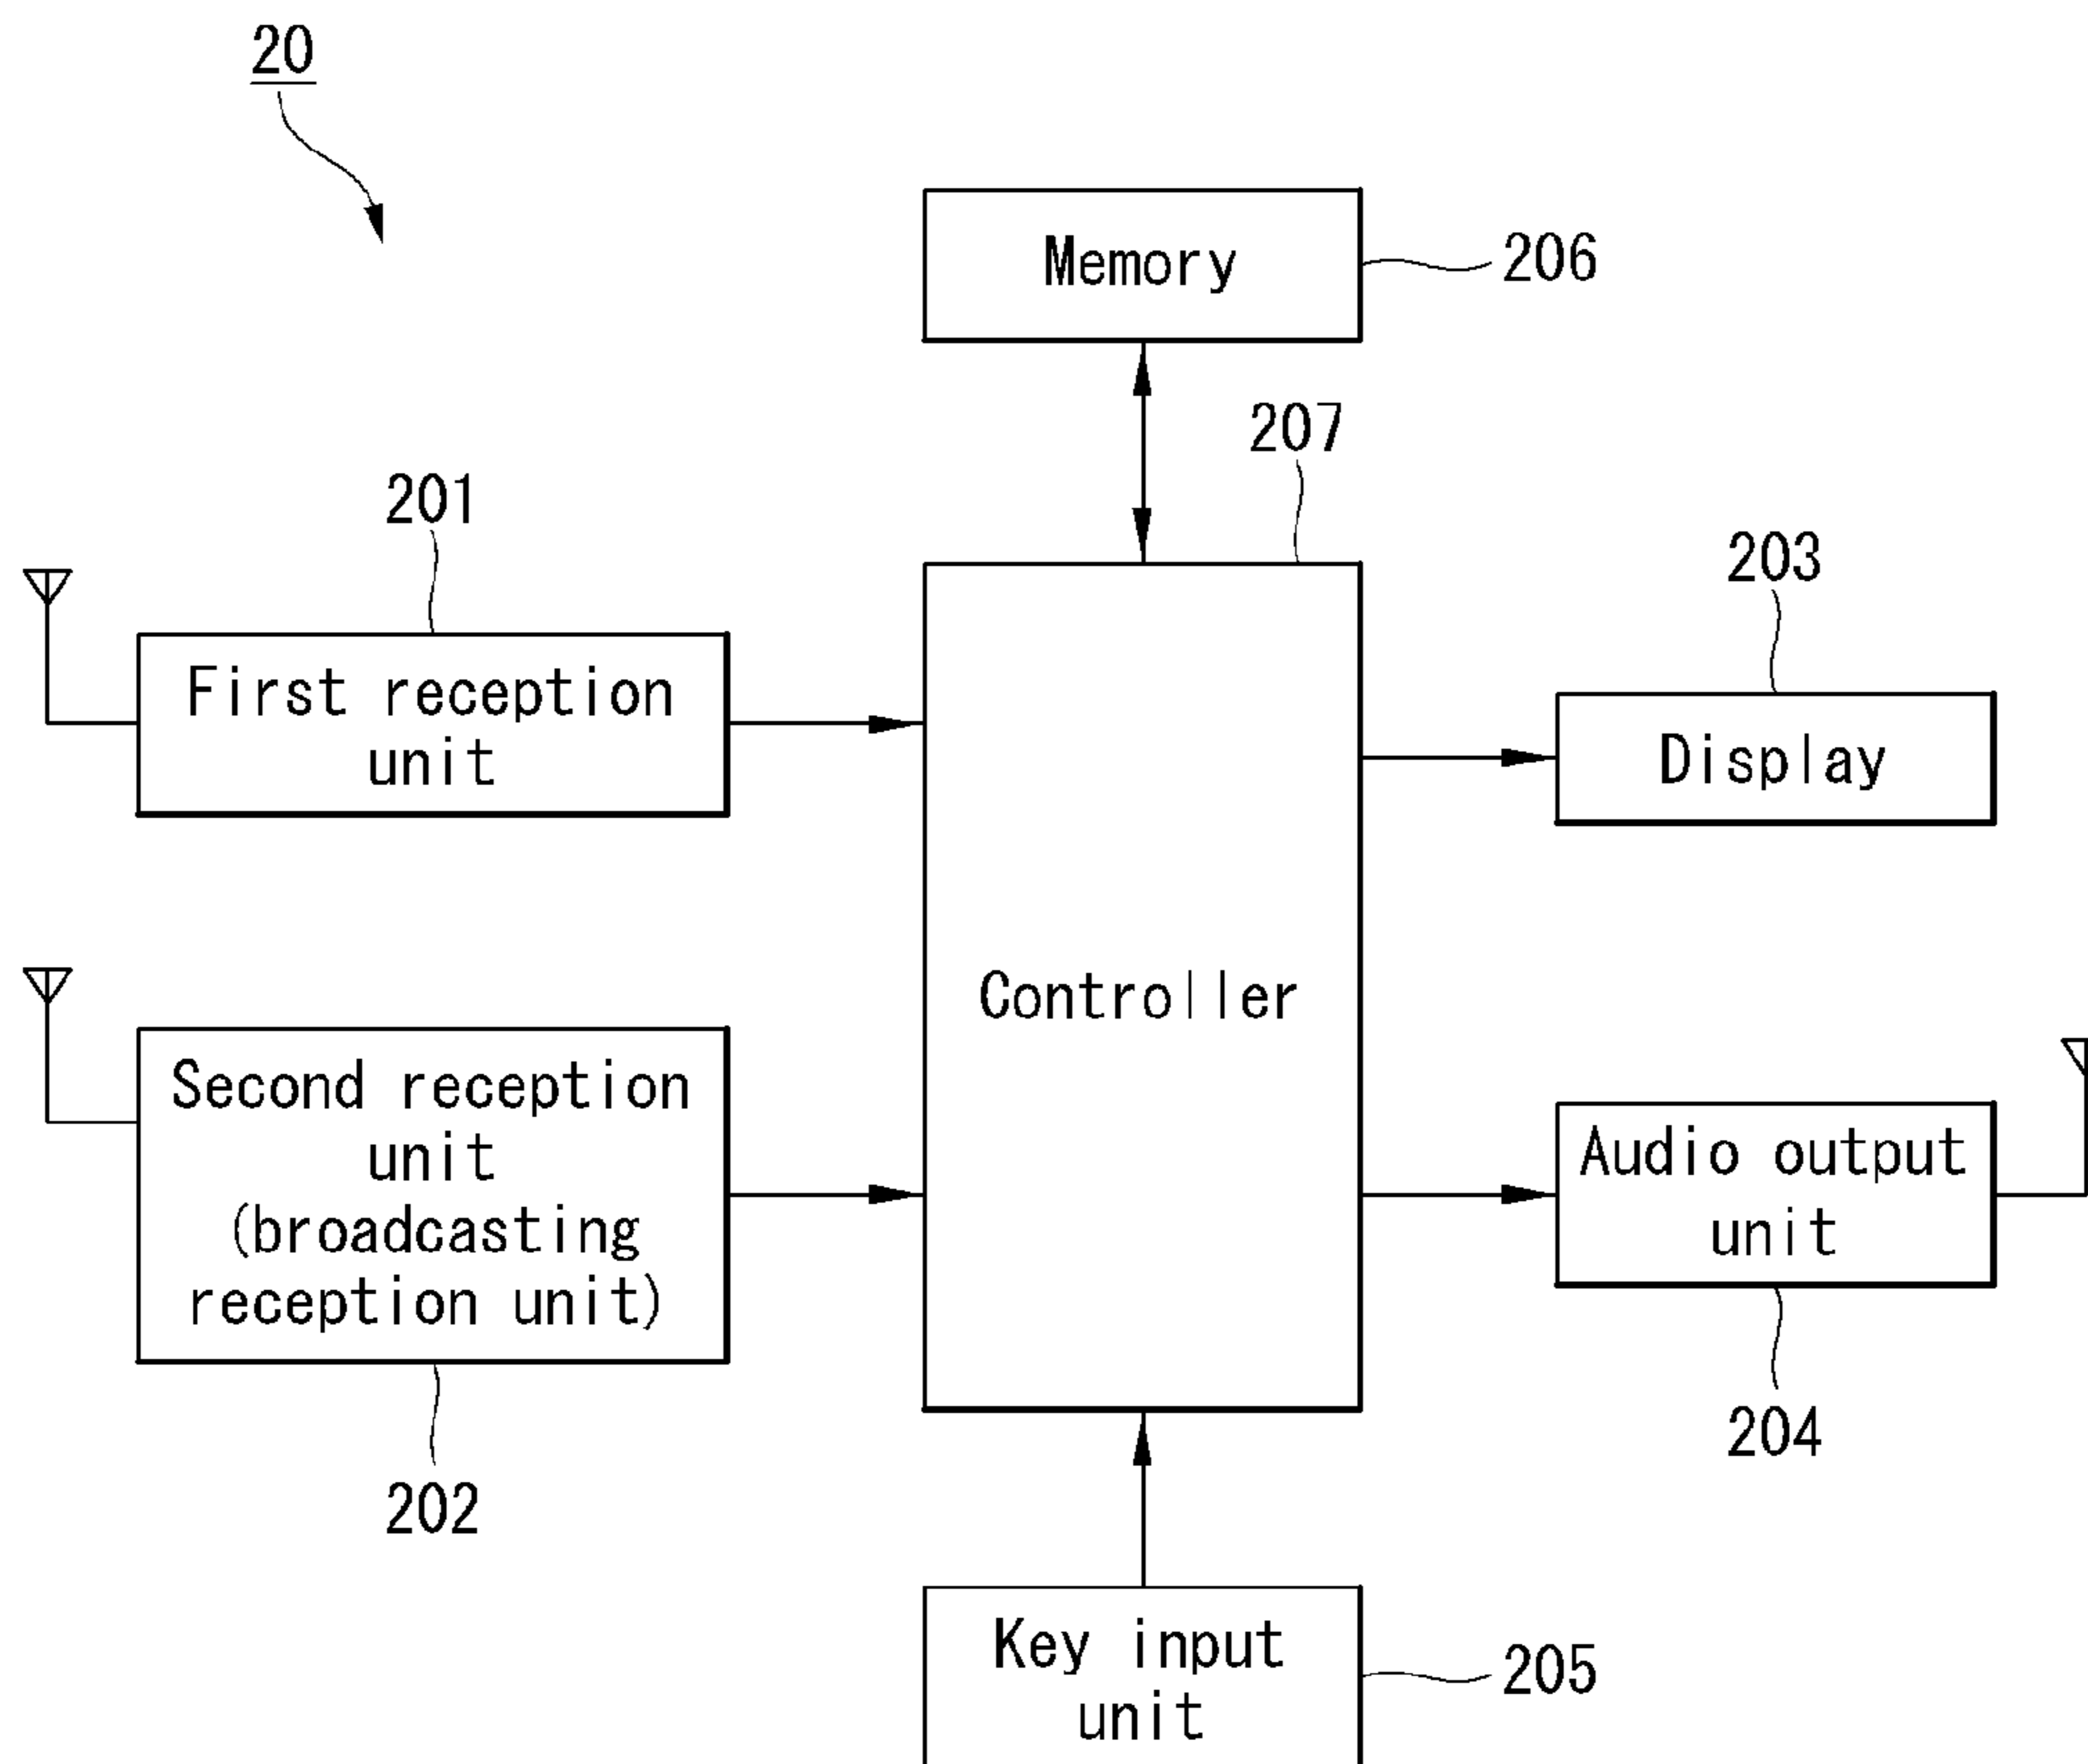 20
Memory
206
207
201
203
First reception
unit
Display
Controller
Second reception
unit
(broadcasting
reception unit)
Audio output
unit
204
202
Key input
unit
205